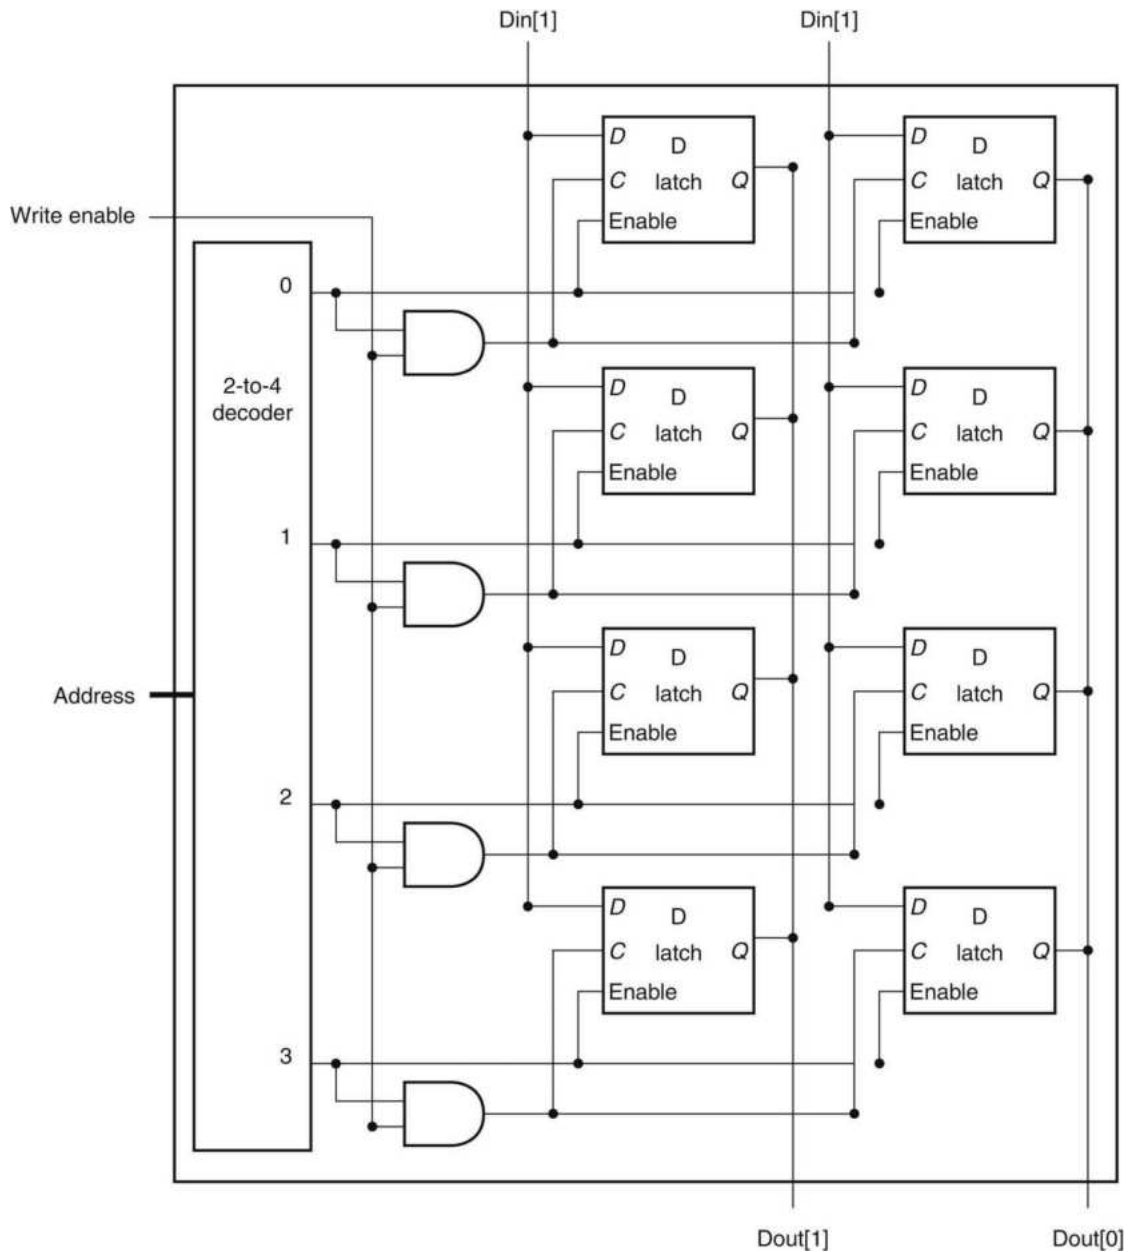 Din[1] Din[1]
D D
D D
C latch Q C latch Q
Write enable
Enable Enable
0
D D
D D
2-to-4
decoder
C latch Q C latch Q
Enable Enable
1
D D
D D
Address
C latch Q C latch Q
Enable Enable
2
D D
D D
C latch Q C latch Q
Enable Enable
3
Dout[1] Dout[0]